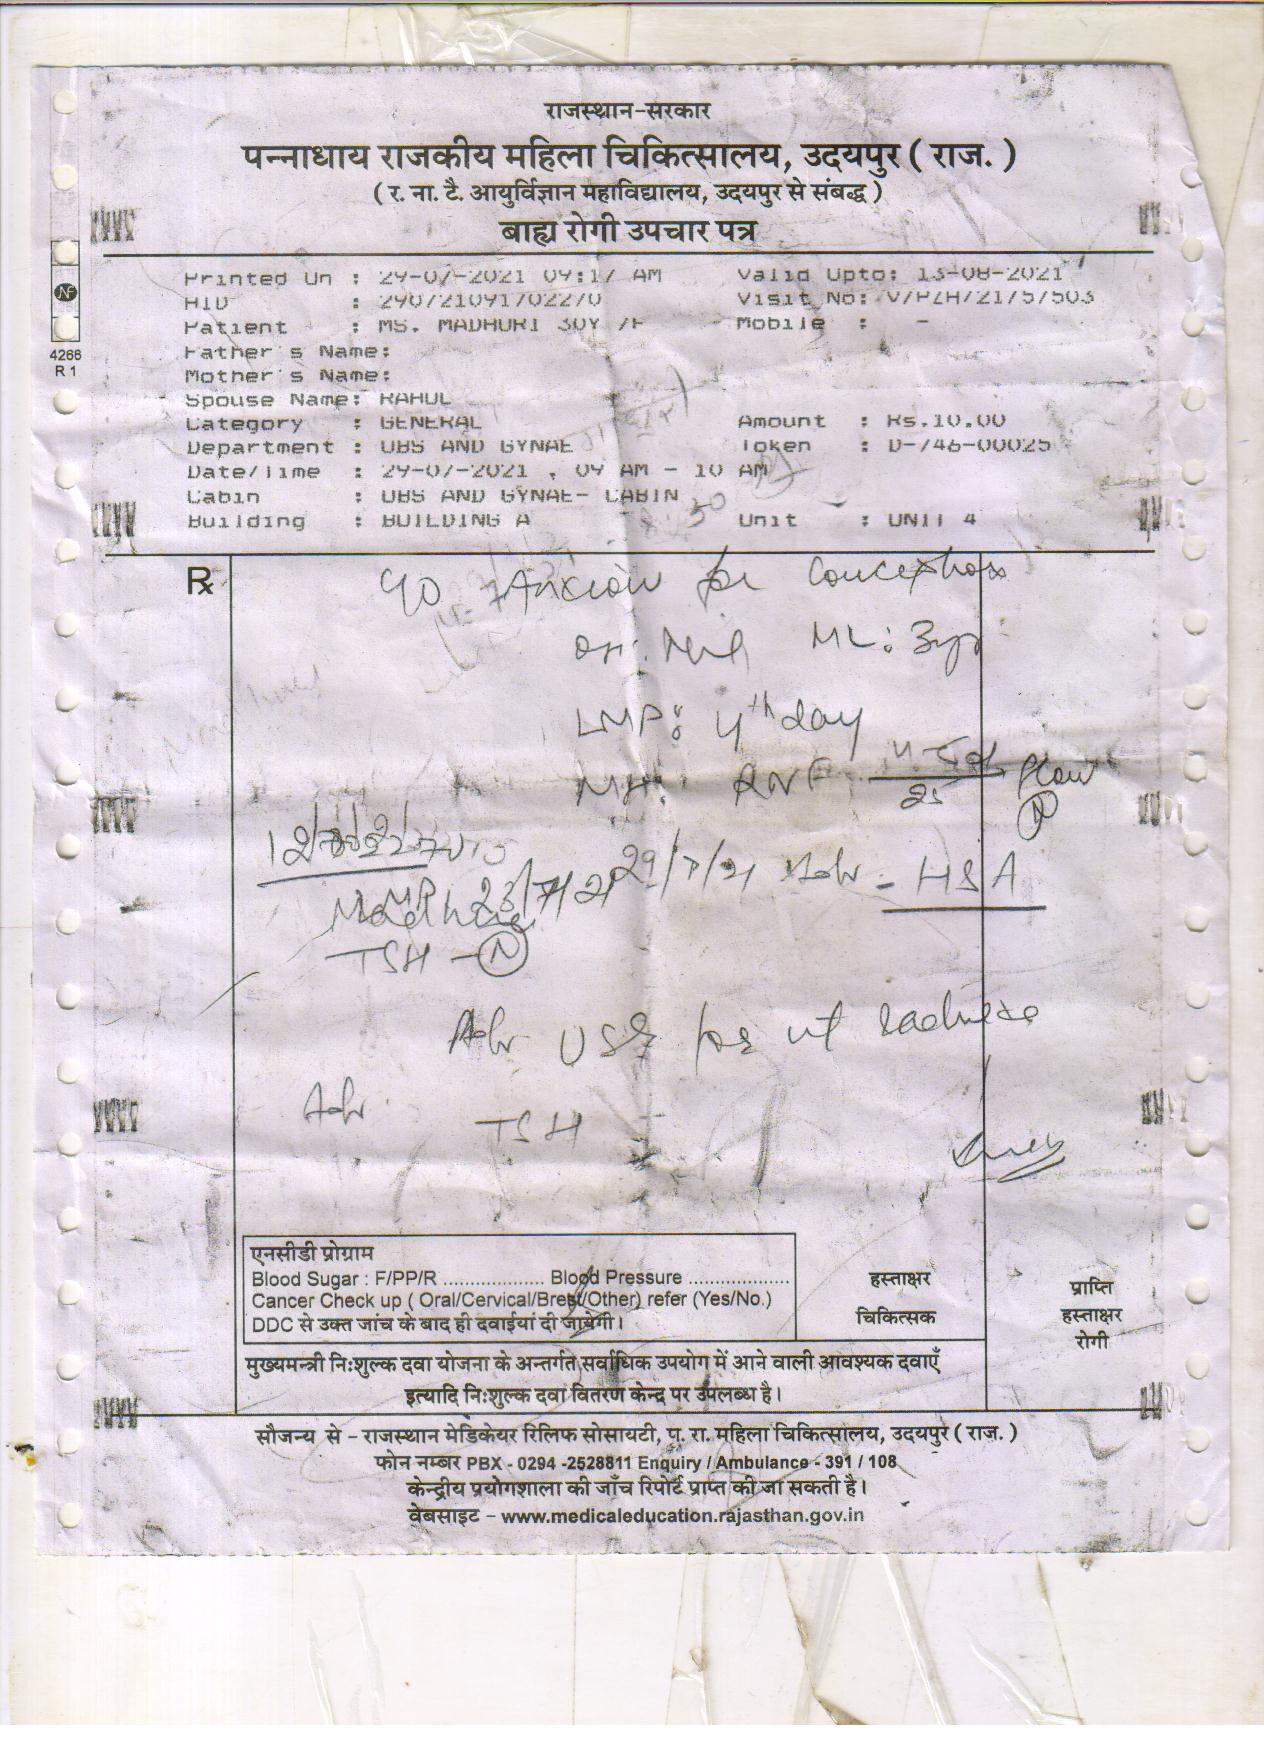 राजस्थान-सरकार
पन्नाधाय राजकीय महिला चिकित्सालय, उदयपुर ( राज. )
( र. ना. टै. आयुर्विज्ञान महाविद्यालय, उदयपुर से संबद्ध )
बाह्य रोगी उपचार पत्र
Printed On : 29-07-2021 09:17 AM Valid Upto: 13-08-2021
HID : 290721091702270 Visit No:
Patient : MS. MADHURI 30Y /F Mobile : -
Father's Name:
Mother's Name:
Spouse Name: RAHUL
Category : GENERAL Amount : Rs.10.00
Department : OBS AND GYNAE Token : D-746-00025
Date/Time : 29-07-2021 , 09 AM - 10 AM
Cabin : OBS AND GYNAE- CABIN
Building : BUILDING A Unit : UNIT 4
4266
R 1
Rx
for Conception
ML: 3yr
LMP: 4th day
MH: flow
N
29/7/21 Adv - HSA
TSH - N
Adv USG for
Adv TSH
एनसीडी प्रोग्राम
Blood Sugar : F/PP/R ................... Blood Pressure ...................
Cancer Check up ( Oral/Cervical/Brest/Other) refer (Yes/No.)
DDC से उक्त जांच के बाद ही दवाईयां दी जायेगी।
हस्ताक्षर
चिकित्सक
प्राप्ति
हस्ताक्षर
रोगी
मुख्यमन्त्री निःशुल्क दवा योजना के अन्तर्गत सर्वाधिक उपयोग में आने वाली आवश्यक दवाएँ
इत्यादि निःशुल्क दवा वितरण केन्द्र पर उपलब्ध है।
सौजन्य से – राजस्थान मेडिकेयर रिलिफ सोसायटी, प. रा. महिला चिकित्सालय, उदयपुर ( राज. )
फोन नम्बर PBX - 0294 -2528811 Enquiry / Ambulance - 391 / 108
केन्द्रीय प्रयोगशाला की जाँच रिपोर्ट प्राप्त की जा सकती है।
वेबसाइट – www.medicaleducation.rajasthan.gov.in